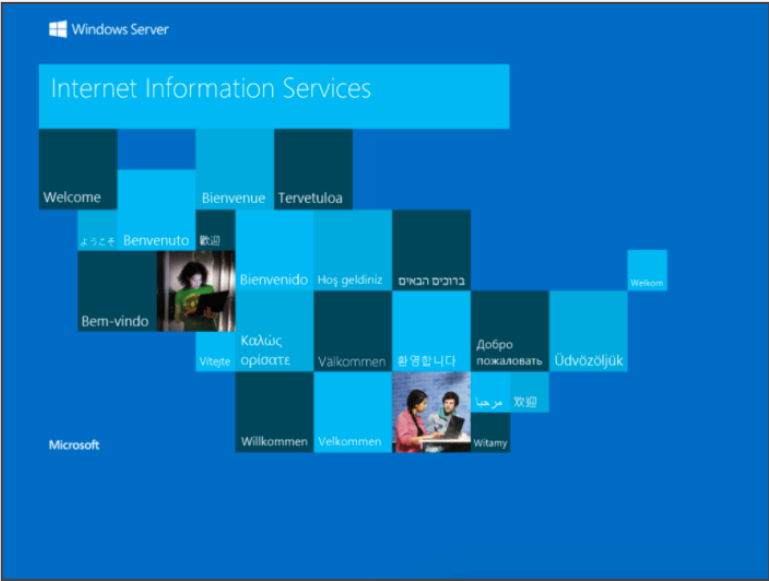 Windows Server
Internet Information Services
Welcome
Bienvenue
Tervetuloa
ようこそ
Benvenuto
歡迎
Bienvenido
Hoş geldiniz
ברוכים הבאים
Welkom
Bem-vindo
Vítejte
Καλώς
ορίσατε
Välkommen
환영합니다
Добро
пожаловать
Üdvözöljük
Willkommen
Velkommen
مرحبا
欢迎
Witamy
Microsoft